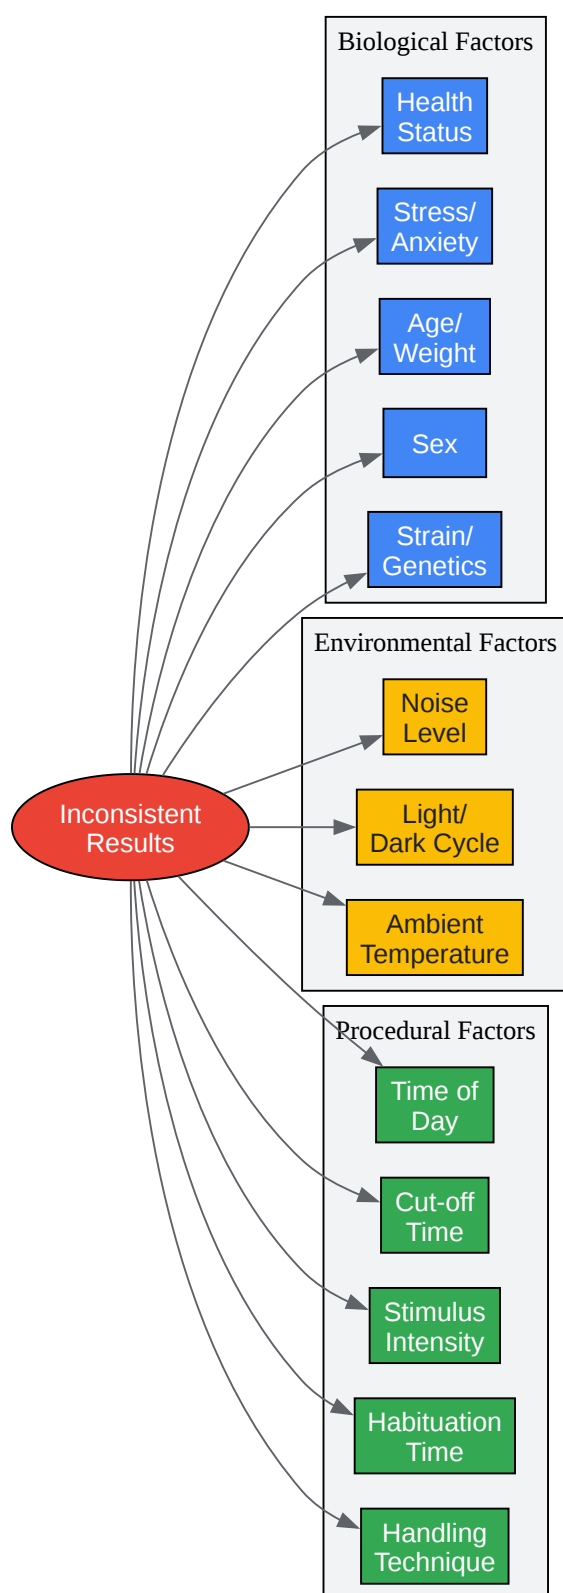 Biological Factors
Health
Status
Stress/
Anxiety
Age/
Weight
Sex
Strain/
Genetics
Environmental Factors
Noise
Level
Inconsistent
Results
Light/
Dark Cycle
Ambient
Temperature
Procedural Factors
Time of
Day
Cut-off
Time
Stimulus
Intensity
Habituation
Time
Handling
Technique